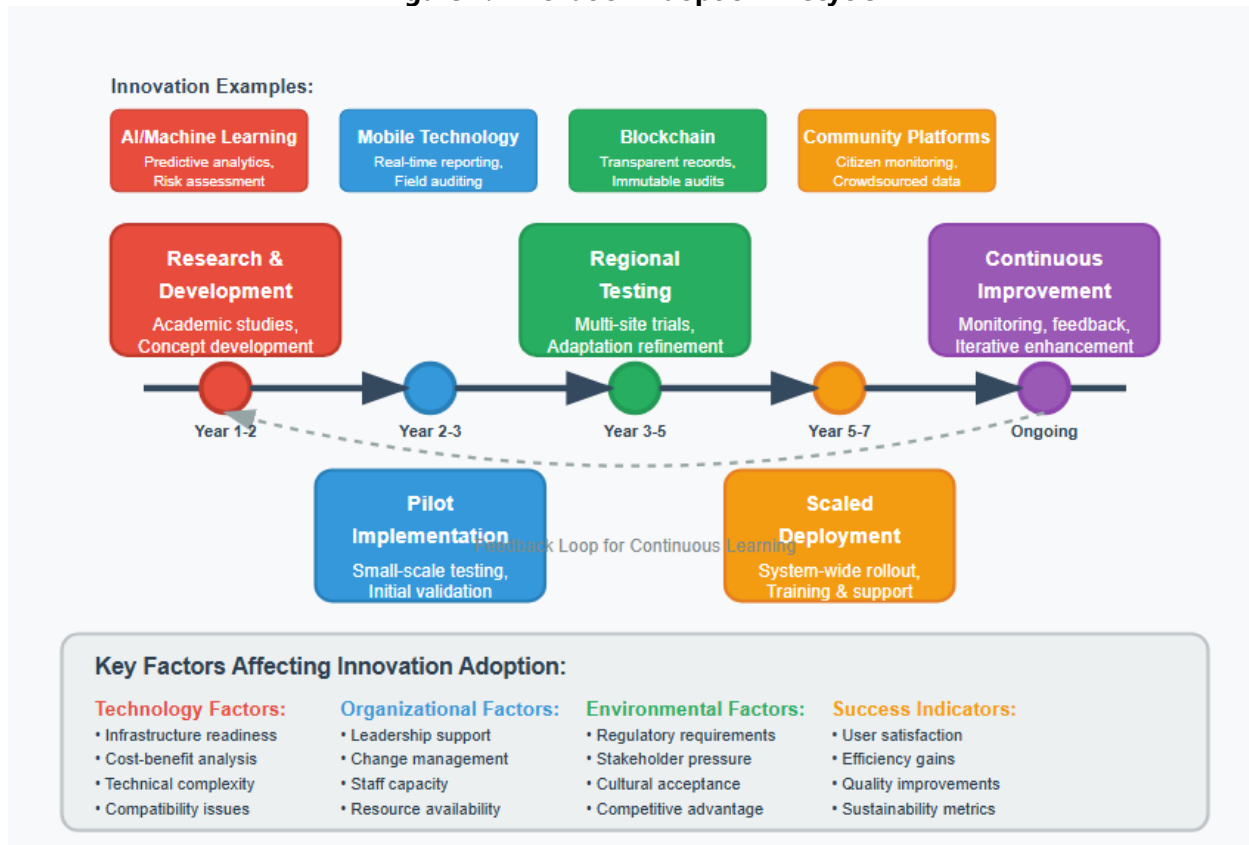 Innovation Examples:
AI/Machine Learning
Predictive analytics,
Risk assessment
Mobile Technology
Real-time reporting,
Field auditing
Blockchain
Transparent records,
Immutable audits
Community Platforms
Citizen monitoring,
Crowdsourced data
Research &
Development
Academic studies,
Concept development
Regional
Testing
Multi-site trials,
Adaptation refinement
Continuous
Improvement
Monitoring, feedback,
Iterative enhancement
Year 1-2
Year 2-3
Year 3-5
Year 5-7
Ongoing
Pilot
Implementation
Small-scale testing,
Initial validation
Feedback Loop for Continuous Learning
Scaled
Deployment
System-wide rollout,
Training & support
Key Factors Affecting Innovation Adoption:
Technology Factors:
• Infrastructure readiness
• Cost-benefit analysis
• Technical complexity
• Compatibility issues
Organizational Factors:
• Leadership support
• Change management
• Staff capacity
• Resource availability
Environmental Factors:
• Regulatory requirements
• Stakeholder pressure
• Cultural acceptance
• Competitive advantage
Success Indicators:
• User satisfaction
• Efficiency gains
• Quality improvements
• Sustainability metrics